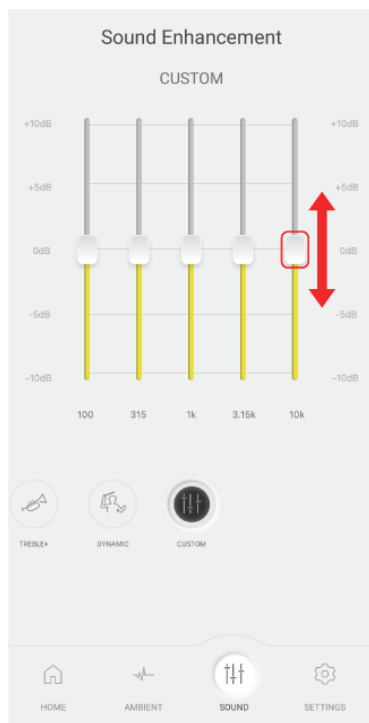 Sound Enhancement
CUSTOM
+10dB +10dB
+5dB +5dB
0dB 0dB
-5dB -5dB
-10dB -10dB
100 315 1k 3.15k 10k
TREBLE+ DYNAMIC CUSTOM
HOME AMBIENT SOUND SETTINGS